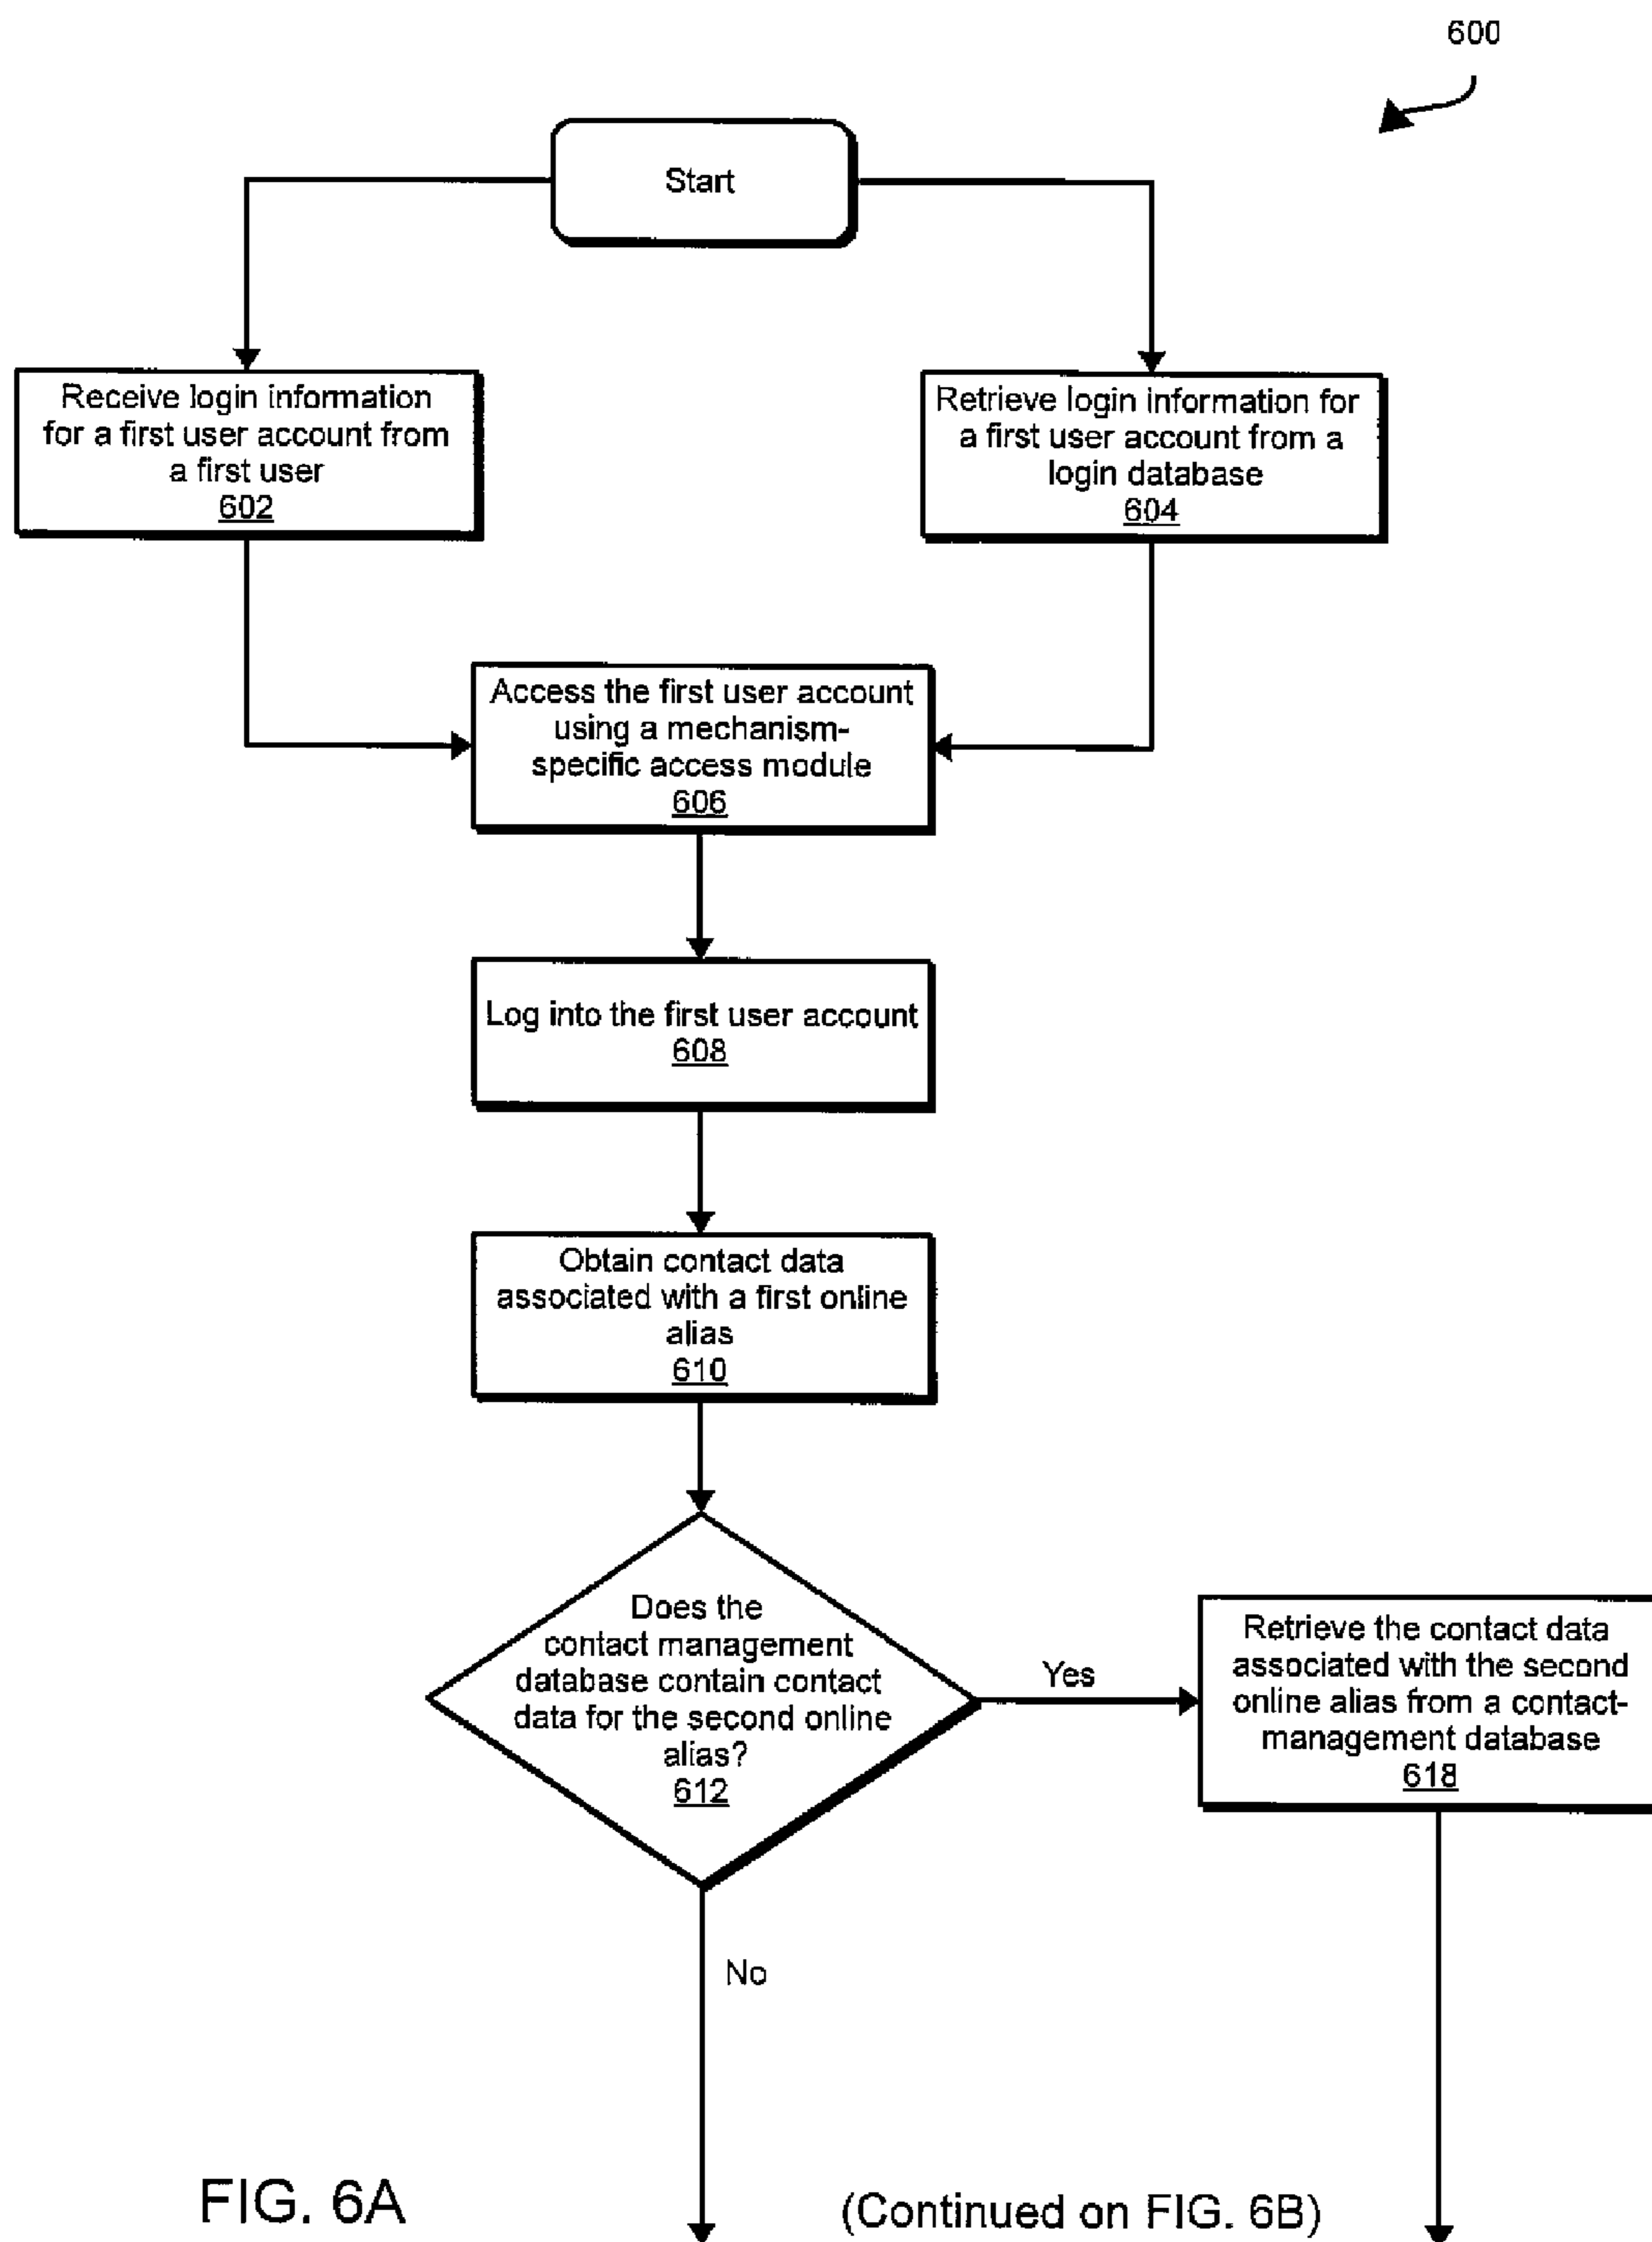 600
Start
Receive login information
for a first user account from
a first user
602
Retrieve login information for
a first user account from a
login database
604
Access the first user account
using a mechanism-
specific access module
606
Log into the first user account
608
Obtain contact data
associated with a first online
alias
610
Does the
contact management
database contain contact
data for the second online
alias?
612
Yes
Retrieve the contact data
associated with the second
online alias from a contact-
management database
618
No
FIG. 6A
(Continued on FIG. 6B)